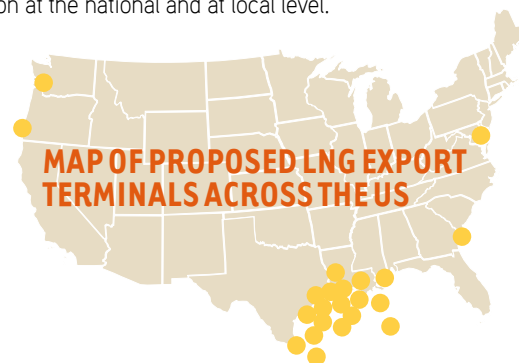 on at the national and at local level.
MAP OF PROPOSED LNG EXPORT
TERMINALS ACROSS THE US